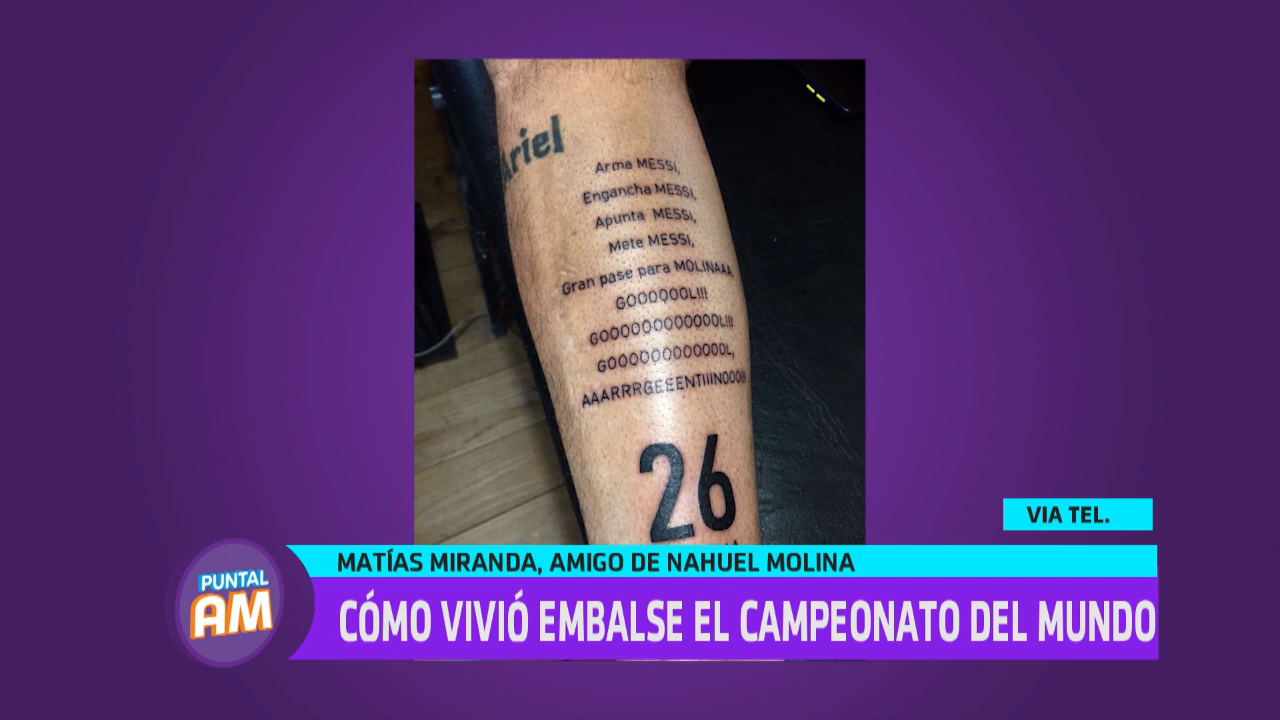 Ariel
Arma MESSI,
Engancha MESSI,
Apunta MESSI,
Mete MESSI,
Gran pase para MOLINAAA
GOOOOOOL!!!
GOOOOOOOOOOOOL!!!
GOOOOOOOOOOOOL,
AAARRRGEEENTIIINOOO!!!
26
VIA TEL.
MATÍAS MIRANDA, AMIGO DE NAHUEL MOLINA
CÓMO VIVIÓ EMBALSE EL CAMPEONATO DEL MUNDO
PUNTAL
AM